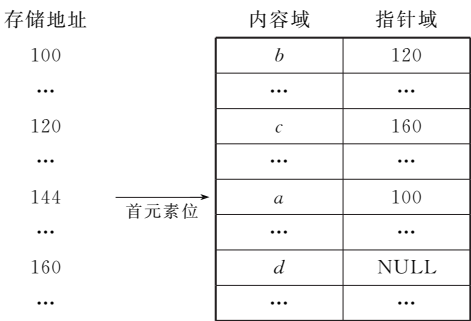 存储地址 内容域 指针域
100 b 120
… … …
120 c 160
… … …
144 首元素位 a 100
… … …
160 d NULL
… … …